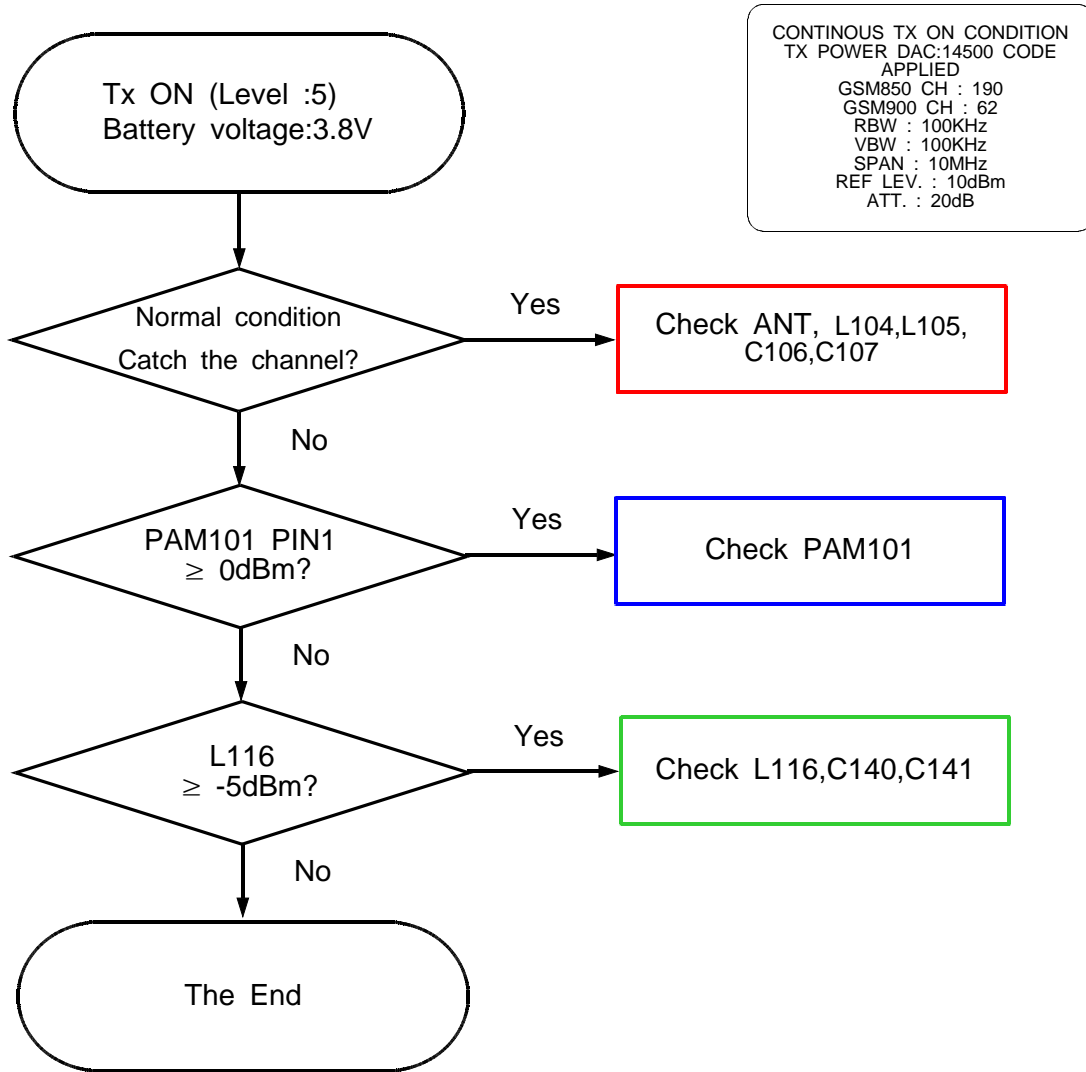 CONTINOUS TX ON CONDITION
TX POWER DAC:14500 CODE
APPLIED
GSM850 CH : 190
GSM900 CH : 62
RBW : 100KHz
VBW : 100KHz
SPAN : 10MHz
REF LEV. : 10dBm
ATT. : 20dB
Tx ON (Level :5)
Battery voltage:3.8V
Normal condition
Catch the channel?
Yes
Check ANT, L104,L105,
C106,C107
No
PAM101 PIN1
≥ 0dBm?
Yes
Check PAM101
No
L116
≥ -5dBm?
Yes
Check L116,C140,C141
No
The End